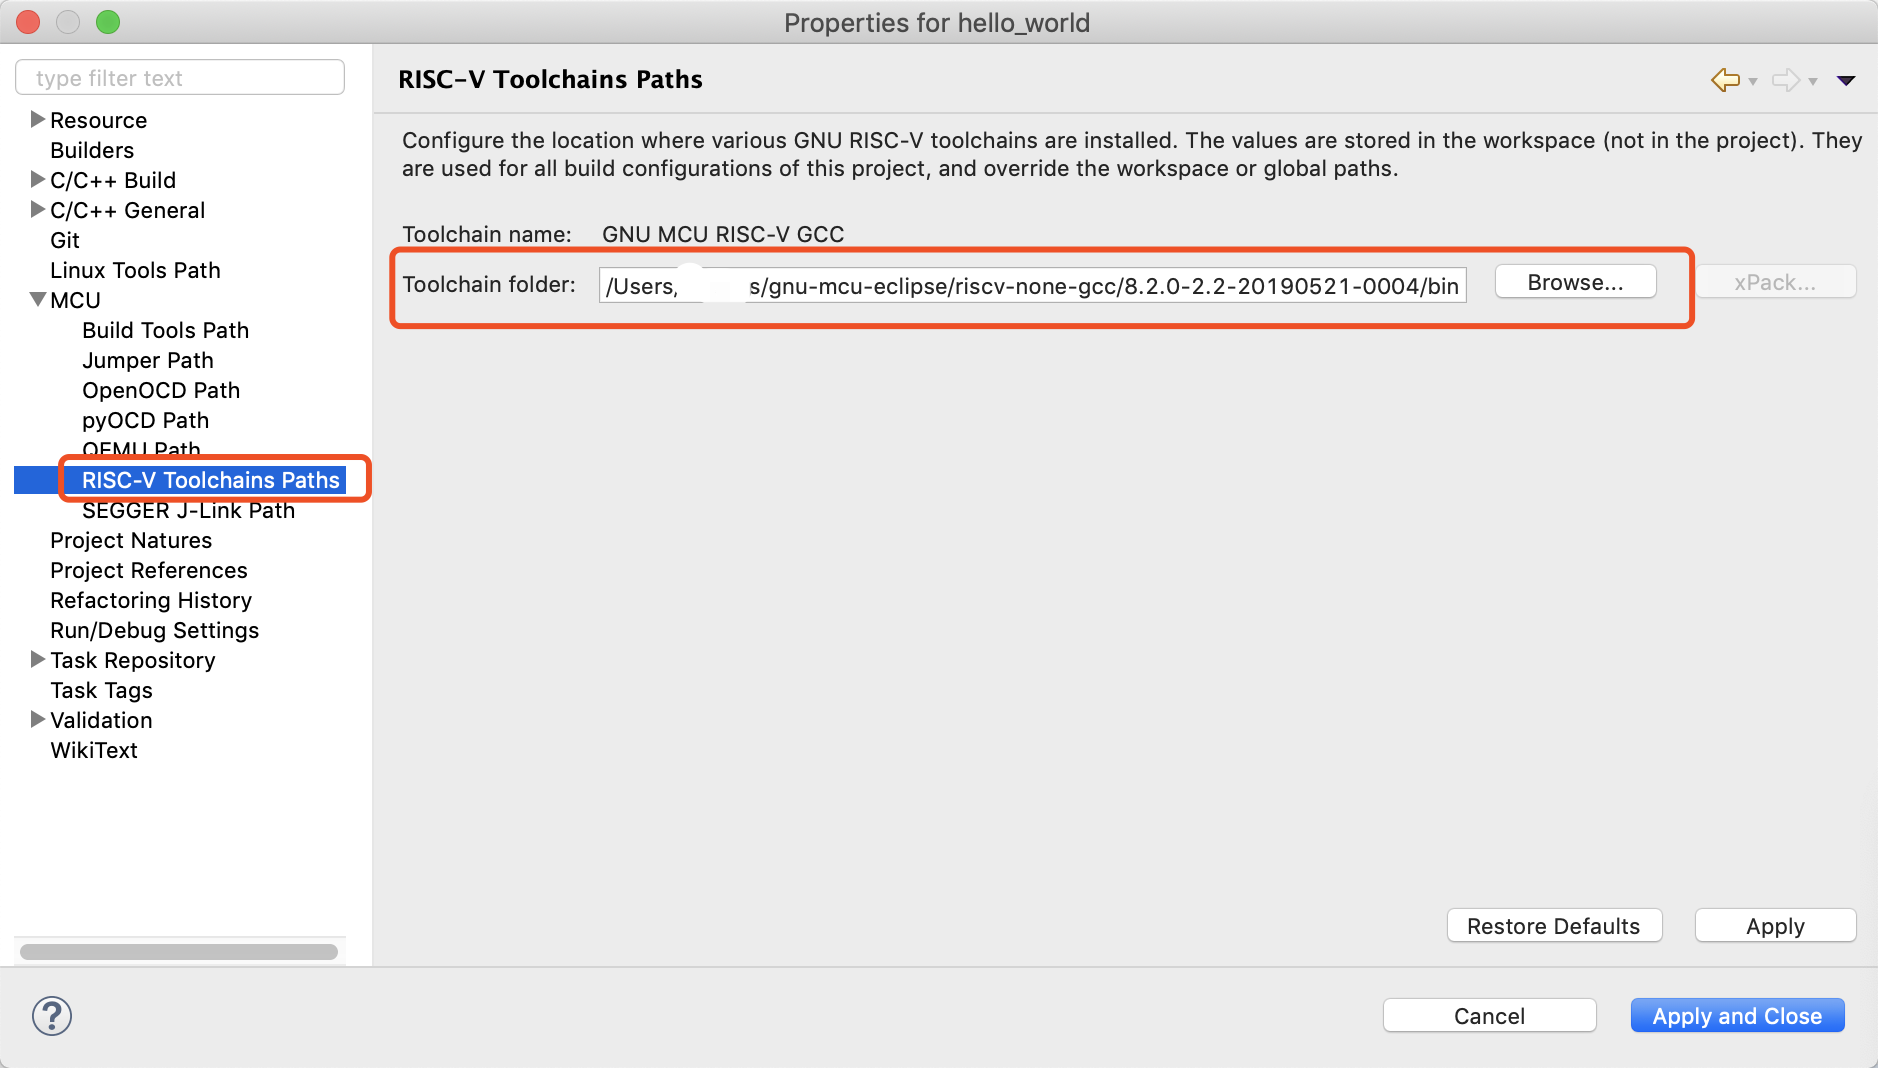 Properties for hello_world
type filter text
Resource
Builders
C/C++ Build
C/C++ General
Git
Linux Tools Path
MCU
Build Tools Path
Jumper Path
OpenOCD Path
pyOCD Path
QEMU Path
RISC-V Toolchains Paths
SEGGER J-Link Path
Project Natures
Project References
Refactoring History
Run/Debug Settings
Task Repository
Task Tags
Validation
WikiText
RISC-V Toolchains Paths
Configure the location where various GNU RISC-V toolchains are installed. The values are stored in the workspace (not in the project). They
are used for all build configurations of this project, and override the workspace or global paths.
Toolchain name: GNU MCU RISC-V GCC
Toolchain folder: /Users/ s/gnu-mcu-eclipse/riscv-none-gcc/8.2.0-2.2-20190521-0004/bin Browse... xPack...
Restore Defaults Apply
? Cancel Apply and Close